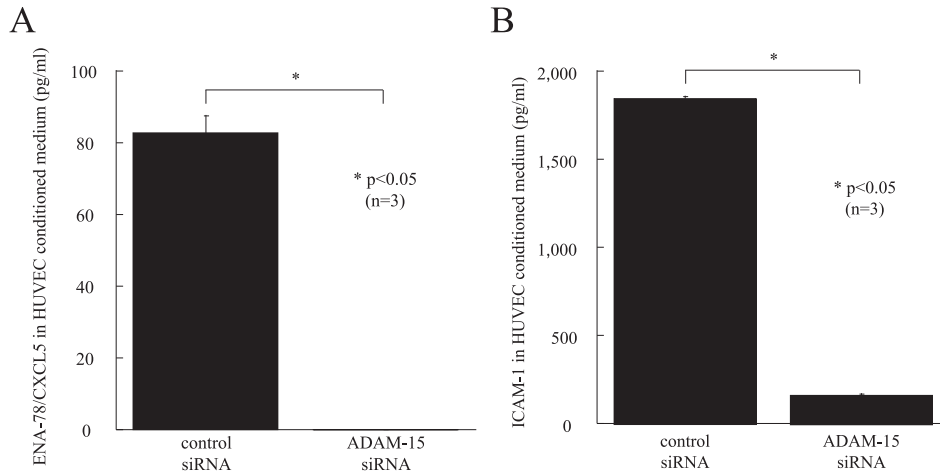 A
ENA-78/CXCL5 in HUVEC conditioned medium (pg/ml)
100
80
60
40
20
0
*
* p<0.05
(n=3)
control
siRNA
ADAM-15
siRNA
B
ICAM-1 in HUVEC conditioned medium (pg/ml)
2,000
1,500
1,000
500
0
*
* p<0.05
(n=3)
control
siRNA
ADAM-15
siRNA